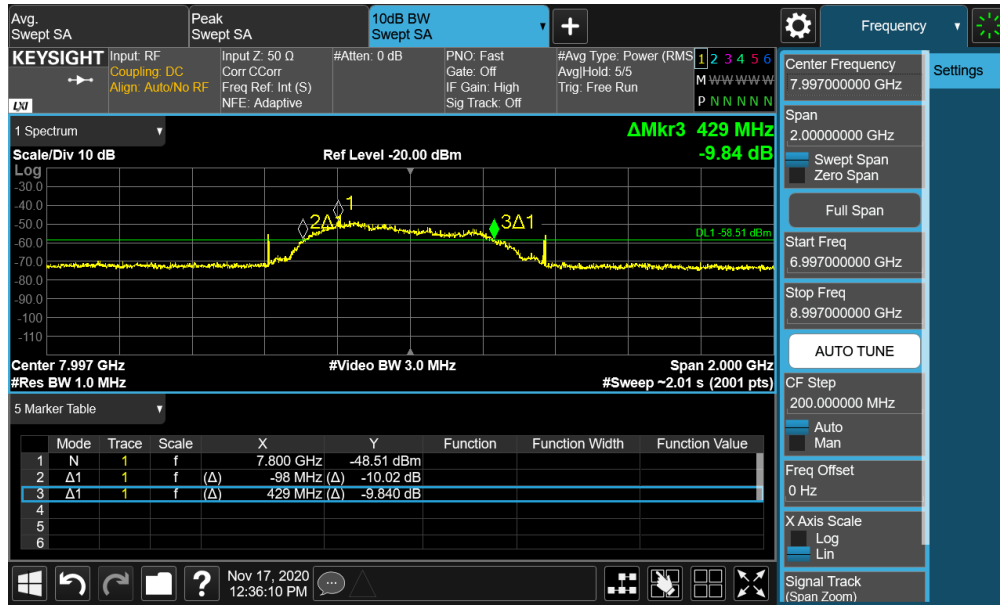 Avg.
Swept SA
Peak
Swept SA
10dB BW
Swept SA
Frequency
KEYSIGHT
LXI
Input: RF
Coupling: DC
Align: Auto/No RF
Input Z: 50 Ω
Corr CCorr
Freq Ref: Int (S)
NFE: Adaptive
#Atten: 0 dB
PNO: Fast
Gate: Off
IF Gain: High
Sig Track: Off
#Avg Type: Power (RMS
Avg|Hold: 5/5
Trig: Free Run
1 2 3 4 5 6
M W W W W W
P N N N N N
1 Spectrum
ΔMkr3 429 MHz
-9.84 dB
Scale/Div 10 dB
Ref Level -20.00 dBm
Log
-30.0
-40.0
-50.0
-60.0
-70.0
-80.0
-90.0
-100
-110
1
2Δ1
3Δ1
DL1 -58.51 dBm
Center 7.997 GHz
#Video BW 3.0 MHz
Span 2.000 GHz
#Res BW 1.0 MHz
#Sweep ~2.01 s (2001 pts)
5 Marker Table
Mode Trace Scale X Y Function Function Width Function Value
1 N 1 f 7.800 GHz -48.51 dBm
2 Δ1 1 f (Δ) -98 MHz (Δ) -10.02 dB
3 Δ1 1 f (Δ) 429 MHz (Δ) -9.840 dB
4
5
6
Nov 17, 2020
12:36:10 PM
Center Frequency
7.997000000 GHz
Span
2.00000000 GHz
Swept Span
Zero Span
Full Span
Start Freq
6.997000000 GHz
Stop Freq
8.997000000 GHz
AUTO TUNE
CF Step
200.000000 MHz
Auto
Man
Freq Offset
0 Hz
X Axis Scale
Log
Lin
Signal Track
(Span Zoom)
Settings